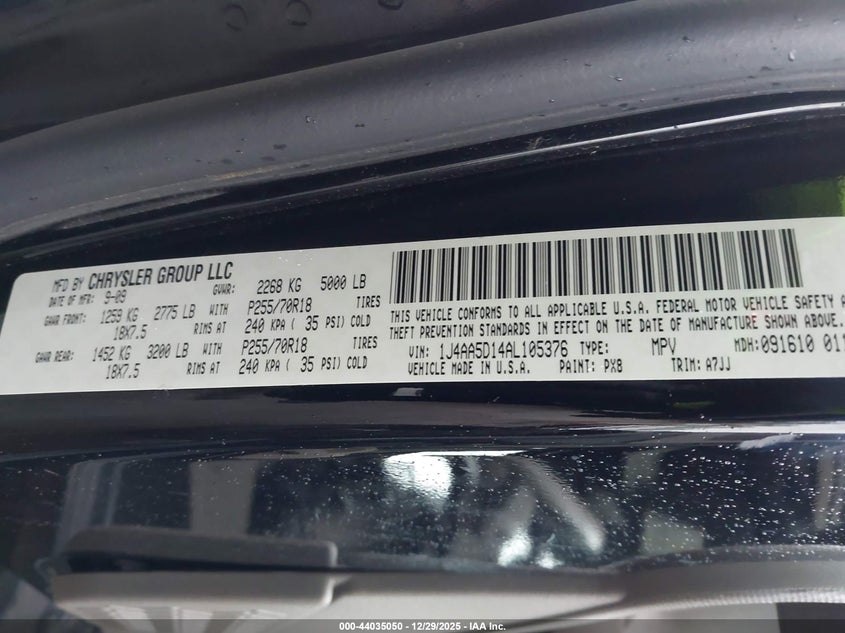 MFD BY CHRYSLER GROUP LLC
DATE OF MFR: 9-09 GVWR: 2268 KG 5000 LB
GAWR FRONT: 1259 KG 2775 LB WITH P255/70R18 TIRES
18X7.5 RIMS AT 240 KPA ( 35 PSI) COLD
GAWR REAR: 1452 KG 3200 LB WITH P255/70R18 TIRES
18X7.5 RIMS AT 240 KPA ( 35 PSI) COLD
THIS VEHICLE CONFORMS TO ALL APPLICABLE U.S.A. FEDERAL MOTOR VEHICLE SAFETY
THEFT PREVENTION STANDARDS IN EFFECT ON THE DATE OF MANUFACTURE SHOWN ABOVE.
VIN: 1J4AA5D14AL105376 TYPE: MPV MDH:091610 011
VEHICLE MADE IN U.S.A. PAINT: PX8 TRIM: A7JJ
000-44035050 - 12/29/2025 - IAA Inc.